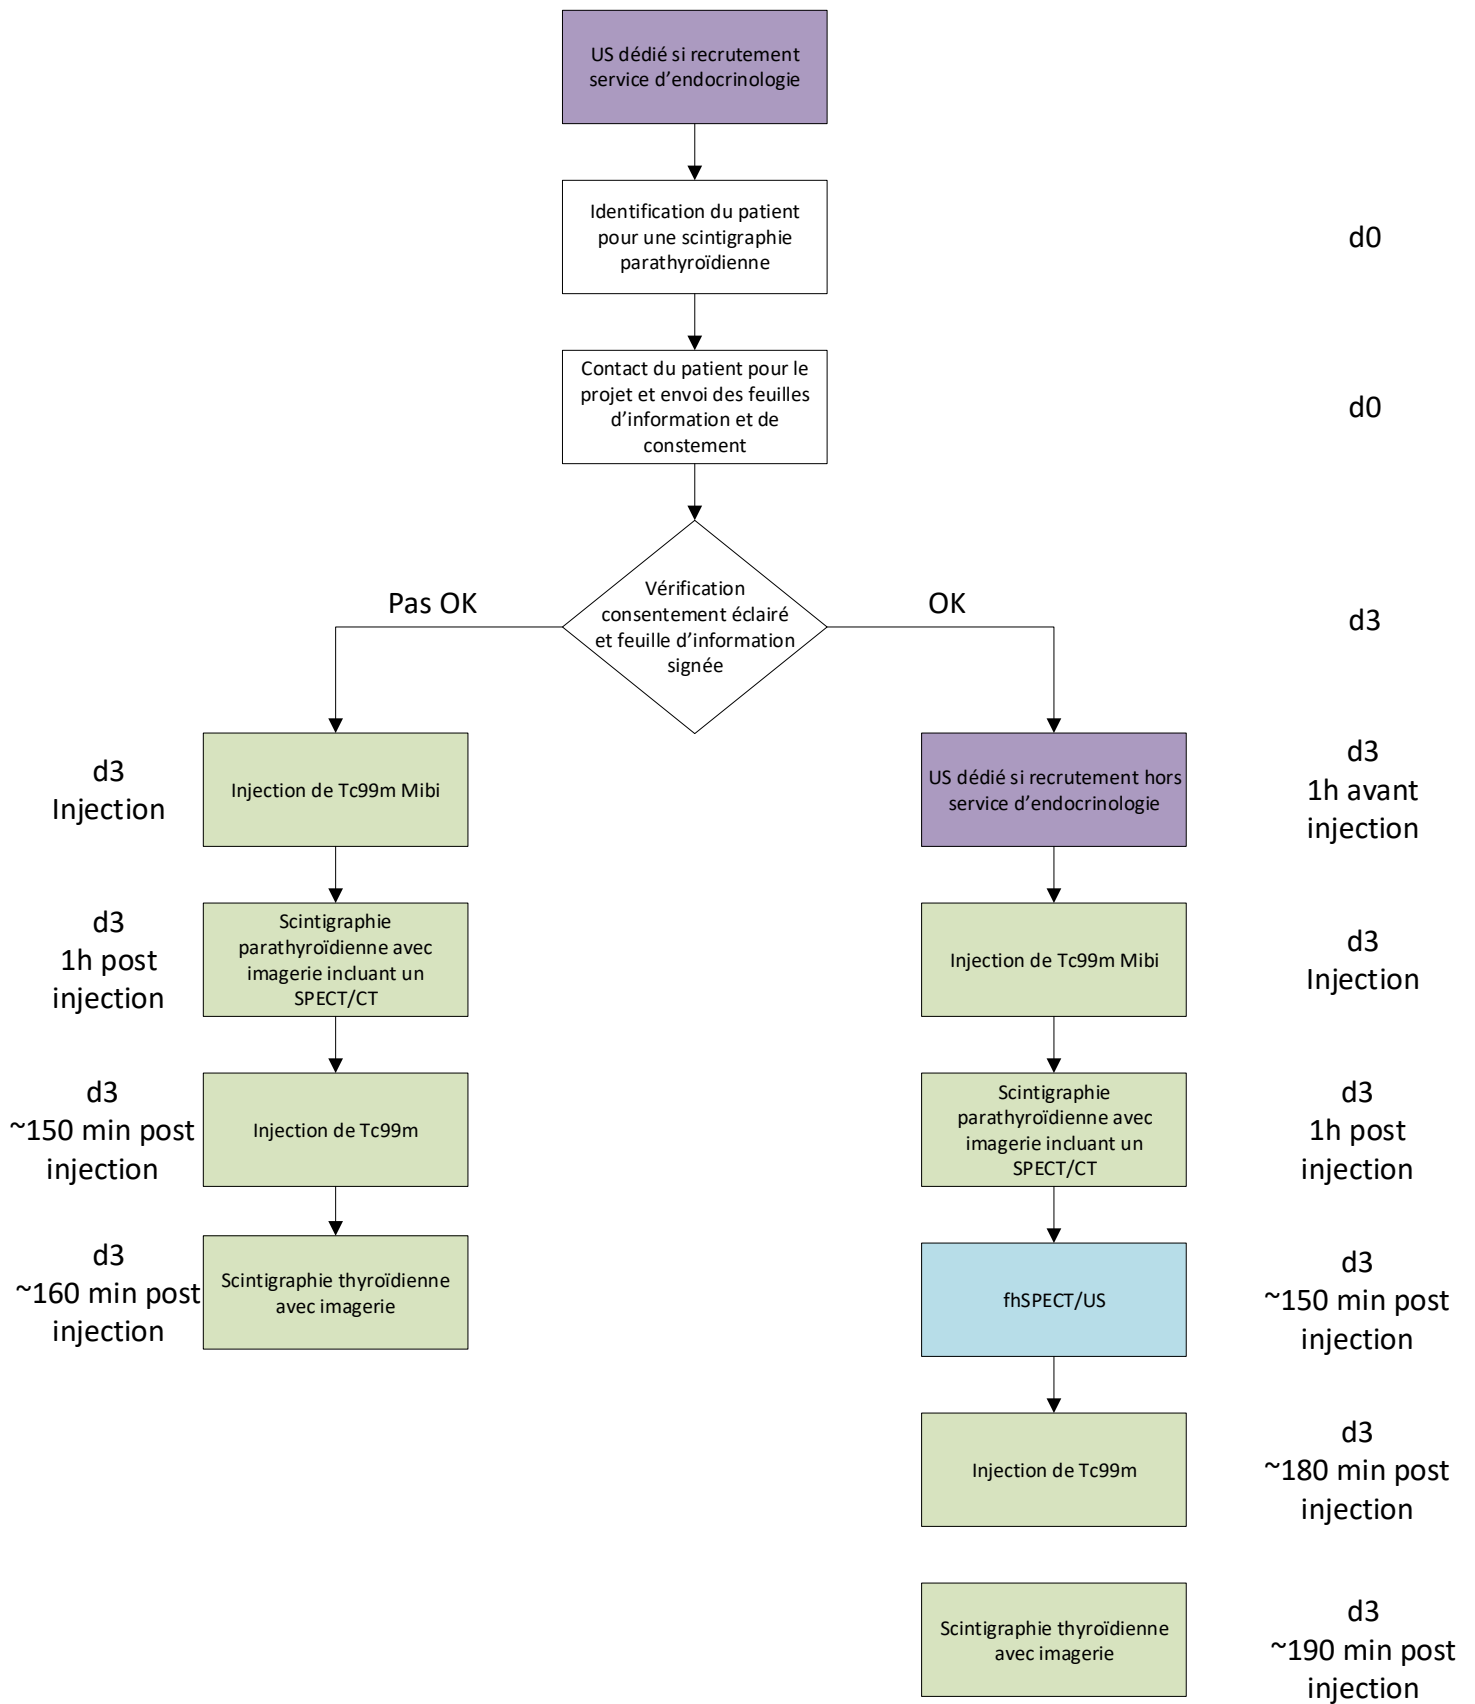 US dédié si recrutement
service d’endocrinologie
Identification du patient
pour une scintigraphie
parathyroïdienne
d0
Contact du patient pour le
projet et envoi des feuilles
d’information et de
constement
d0
Vérification
consentement éclairé
et feuille d’information
signée
Pas OK
OK
d3
d3
Injection
Injection de Tc99m Mibi
US dédié si recrutement hors
service d’endocrinologie
d3
1h avant
injection
d3
1h post
injection
Scintigraphie
parathyroïdienne avec
imagerie incluant un
SPECT/CT
Injection de Tc99m Mibi
d3
Injection
d3
~150 min post
injection
Injection de Tc99m
Scintigraphie
parathyroïdienne avec
imagerie incluant un
SPECT/CT
d3
1h post
injection
d3
~160 min post
injection
Scintigraphie thyroïdienne
avec imagerie
fhSPECT/US
d3
~150 min post
injection
Injection de Tc99m
d3
~180 min post
injection
Scintigraphie thyroïdienne
avec imagerie
d3
~190 min post
injection